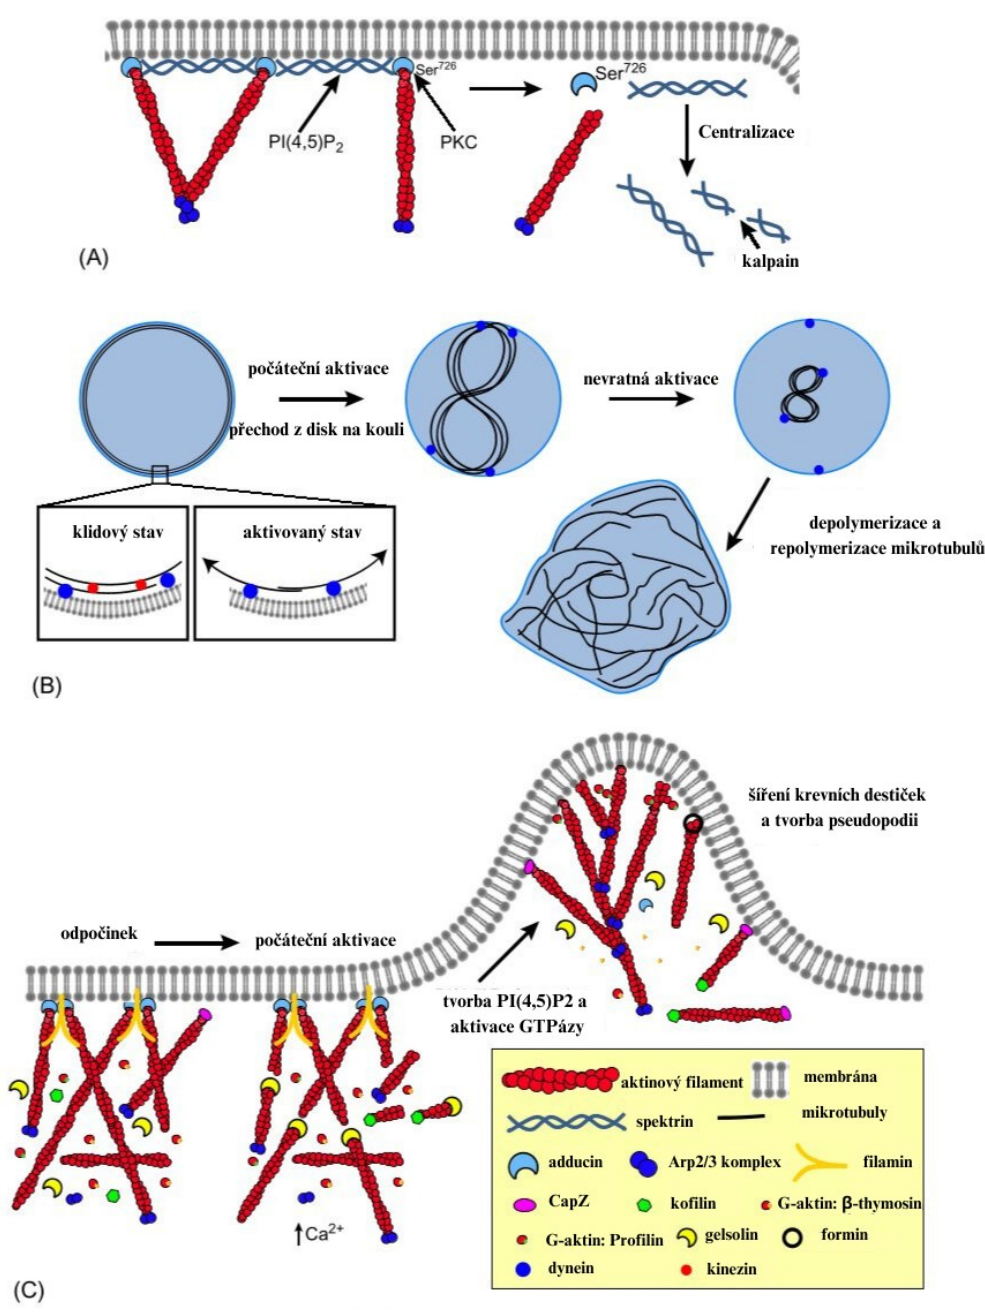 Ser726
Ser726
PI(4,5)P2
PKC
Centralizace
kalpain
(A)
počáteční aktivace
přechod z disk na kouli
nevratná aktivace
klidový stav
aktivovaný stav
depolymerizace a
repolymerizace mikrotubulů
(B)
šíření krevních destiček
a tvorba pseudopodii
odpočinek
počáteční aktivace
tvorba PI(4,5)P2 a
aktivace GTPázy
↑Ca2+
aktinový filament
membrána
spektrin
mikrotubuly
adducin
Arp2/3 komplex
filamin
CapZ
kofilin
G-aktin: β-thymosin
G-aktin: Profilin
gelsolin
formin
dynein
kinezin
(C)